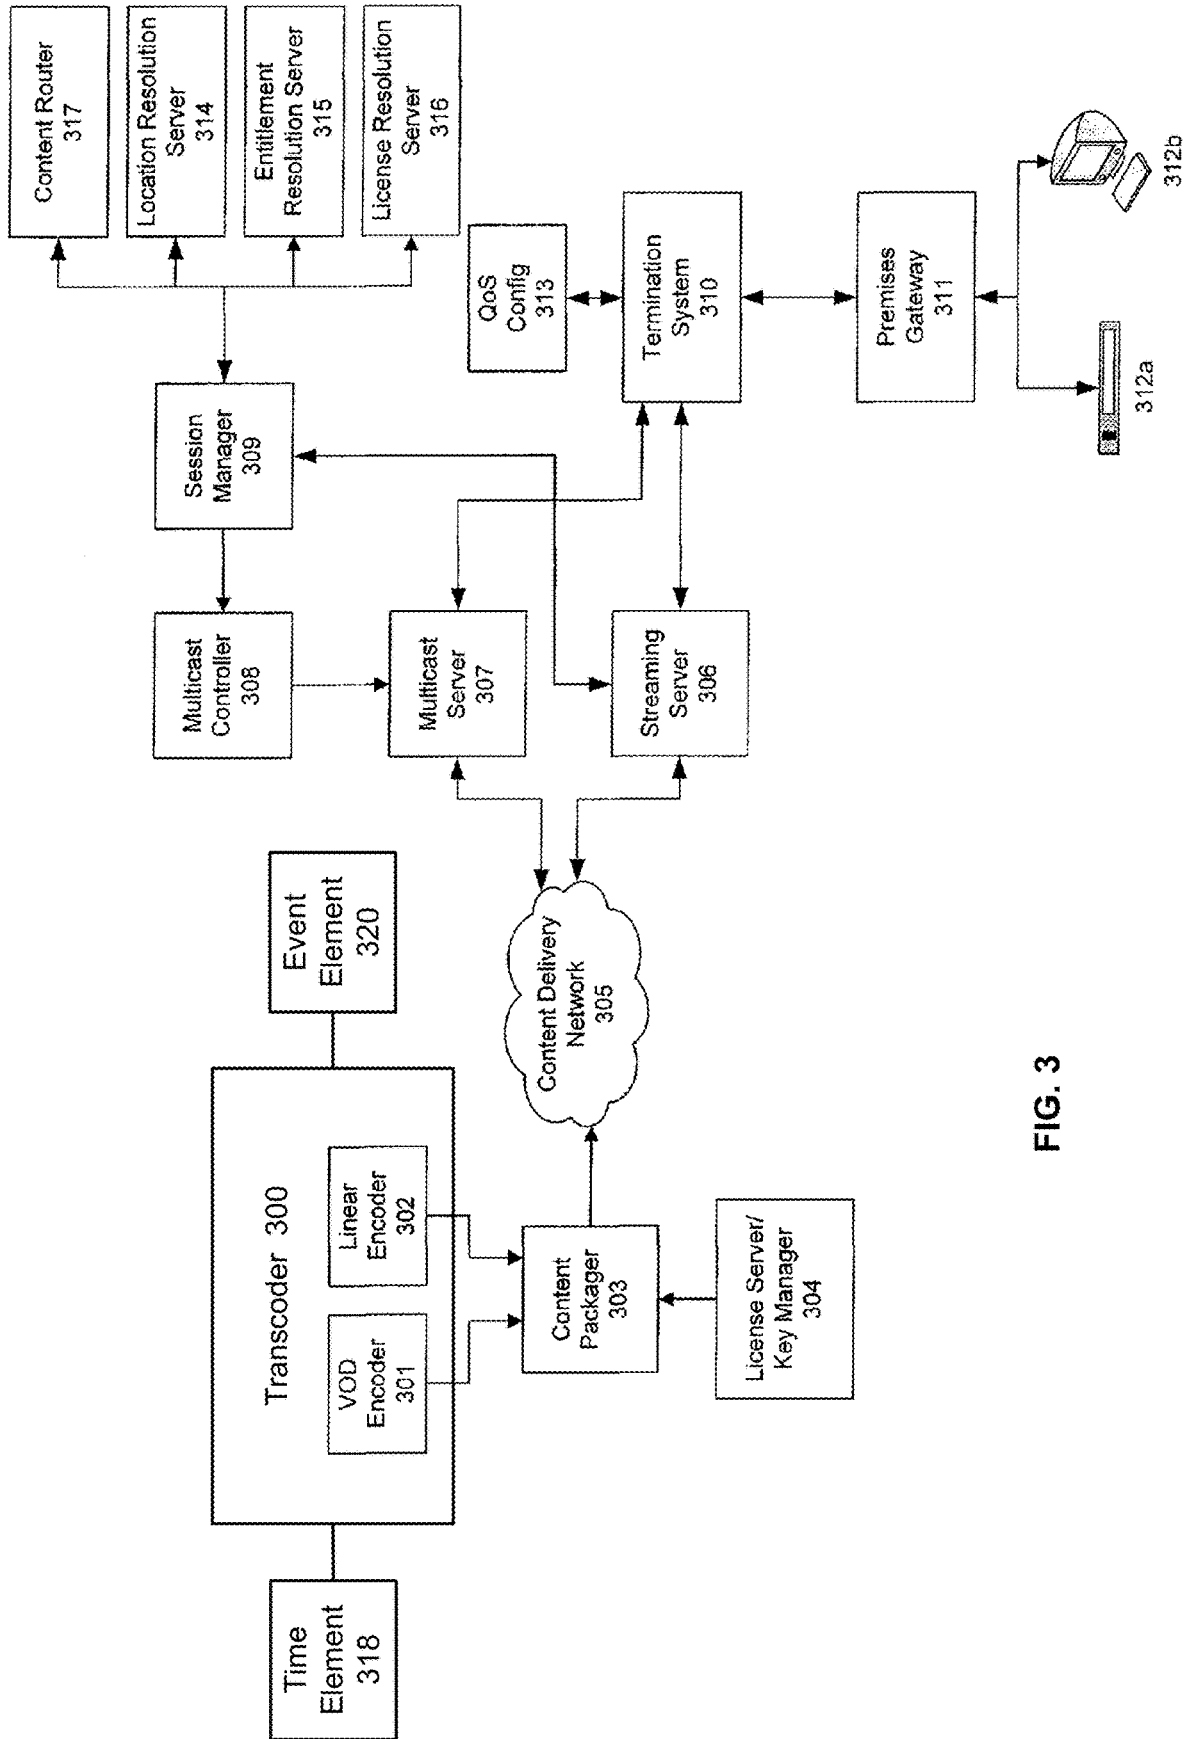 Time
Element
318
Transcoder 300
VOD
Encoder
301
Linear
Encoder
302
Event
Element
320
Content
Packager
303
License Server/
Key Manager
304
Content Delivery
Network
305
Multicast
Controller
308
Multicast
Server
307
Streaming
Server
306
Session
Manager
309
Content Router
317
Location Resolution
Server
314
Entitlement
Resolution Server
315
License Resolution
Server
316
QoS
Config
313
Termination
System
310
Premises
Gateway
311
312a
312b
FIG. 3